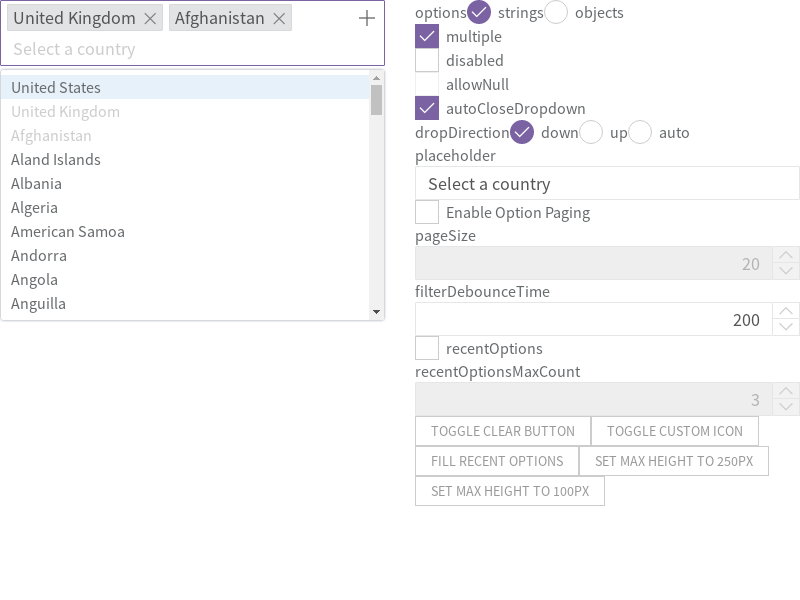 United Kingdom
Afghanistan
Select a country
United States
United Kingdom
Afghanistan
Aland Islands
Albania
Algeria
American Samoa
Andorra
Angola
Anguilla
options strings objects
multiple
disabled
allowNull
autoCloseDropdown
dropDirection down up auto
placeholder
Select a country
Enable Option Paging
pageSize
20
filterDebounceTime
200
recentOptions
recentOptionsMaxCount
3
TOGGLE CLEAR BUTTON
TOGGLE CUSTOM ICON
FILL RECENT OPTIONS
SET MAX HEIGHT TO 250PX
SET MAX HEIGHT TO 100PX